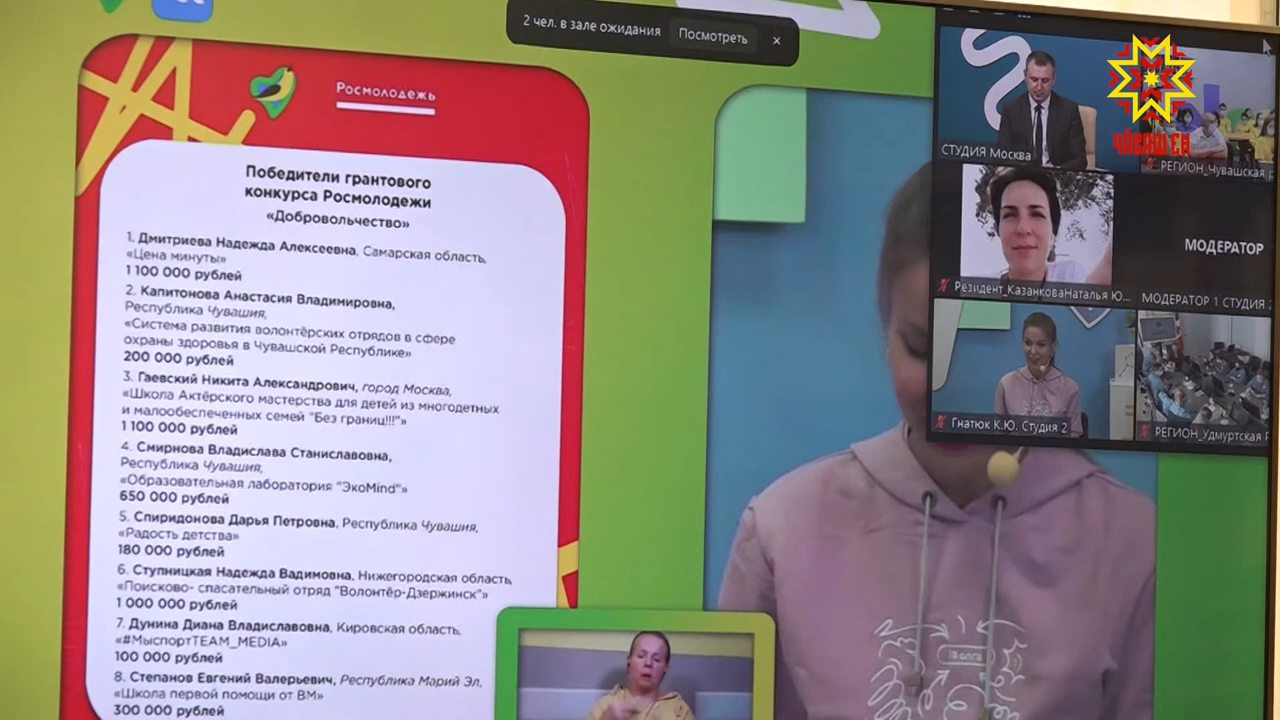 2 чел. в зале ожидания Посмотреть ×
Росмолодежь
Победители грантового
конкурса Росмолодежи
«Добровольчество»
1. Дмитриева Надежда Алексеевна, Самарская область,
«Цена минуты»
1 100 000 рублей
2. Капитонова Анастасия Владимировна,
Республика Чувашия,
«Система развития волонтёрских отрядов в сфере
охраны здоровья в Чувашской Республике»
200 000 рублей
3. Гаевский Никита Александрович, город Москва,
«Школа Актёрского мастерства для детей из многодетных
и малообеспеченных семей "Без границ!!!"»
1 100 000 рублей
4. Смирнова Владислава Станиславовна,
Республика Чувашия,
«Образовательная лаборатория "ЭкоMind"»
650 000 рублей
5. Спиридонова Дарья Петровна, Республика Чувашия,
«Радость детства»
180 000 рублей
6. Ступницкая Надежда Вадимовна, Нижегородская область,
«Поисково- спасательный отряд "Волонтёр-Дзержинск"»
1 000 000 рублей
7. Дунина Диана Владиславовна, Кировская область,
«#МыспортTEAM_MEDIA»
100 000 рублей
8. Степанов Евгений Валерьевич, Республика Марий Эл,
«Школа первой помощи от ВМ»
300 000 рублей
СТУДИЯ Москва
РЕГИОН_Чувашская р
ЧӐВАШ ЕН
Резидент_КазанковаНаталья Ю...
МОДЕРАТОР
МОДЕРАТОР 1 СТУДИЯ 2
Гнатюк К.Ю. Студия 2
РЕГИОН_Удмуртская Р